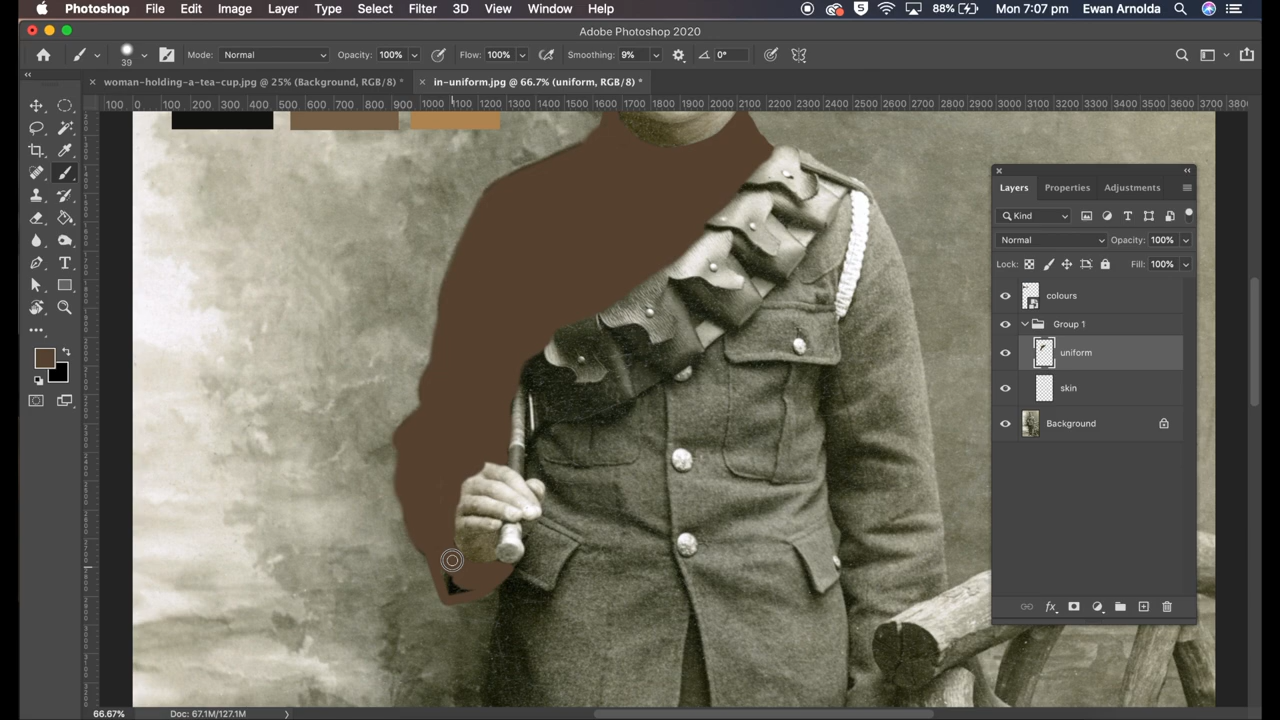 Photoshop File Edit Image Layer Type Select Filter 3D View Window Help 88% Mon 7:07 pm Ewan Arnolda
Adobe Photoshop 2020
39 Mode: Normal Opacity: 100% Flow: 100% Smoothing: 9% 0°
woman-holding-a-tea-cup.jpg @ 25% (Background, RGB/8) * in-uniform.jpg @ 66.7% (uniform, RGB/8) *
100 0 100 200 300 400 500 600 700 800 900 1000 1100 1200 1300 1400 1500 1600 1700 1800 1900 2000 2100 2200 2300 2400 2500 2600 2700 2800 2900 3000 3100 3200 3300 3400 3500 3600 3700 3800
Layers Properties Adjustments
Kind
Normal Opacity: 100%
Lock: Fill: 100%
colours
Group 1
uniform
skin
Background
fx
66.67% Doc: 67.1M/127.1M